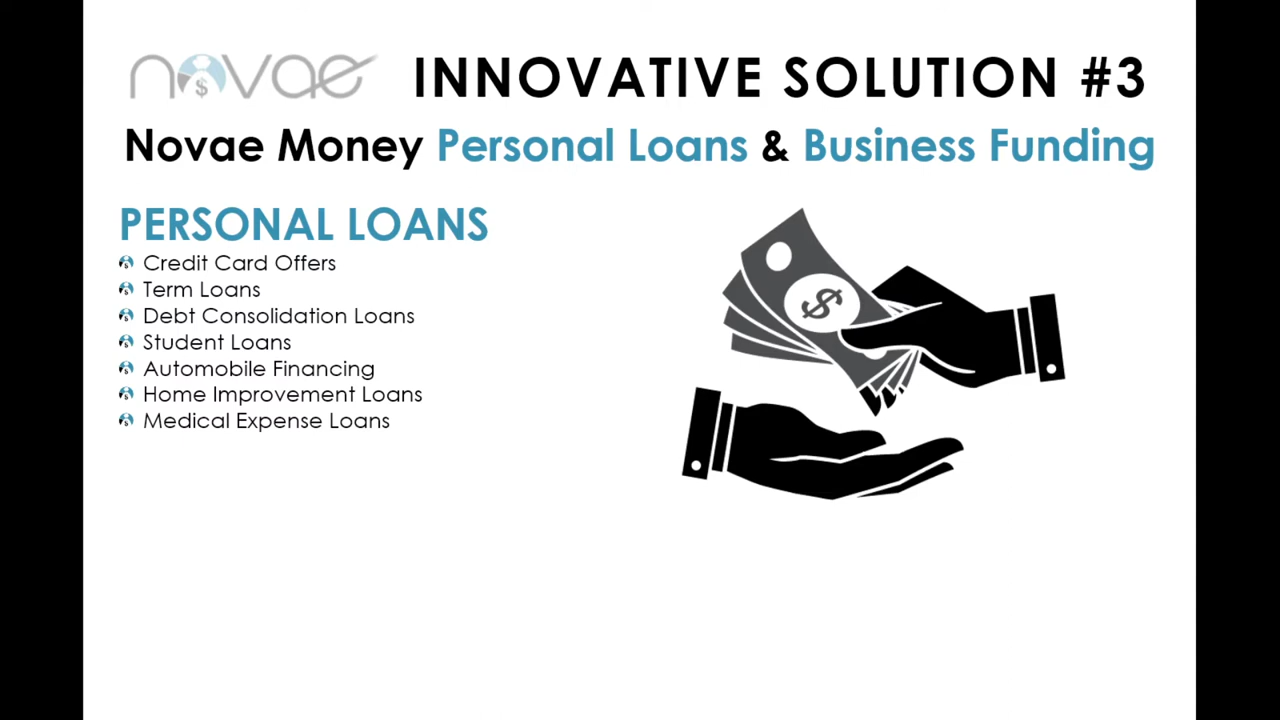 novae INNOVATIVE SOLUTION #3
Novae Money Personal Loans & Business Funding
PERSONAL LOANS
Credit Card Offers
Term Loans
Debt Consolidation Loans
Student Loans
Automobile Financing
Home Improvement Loans
Medical Expense Loans